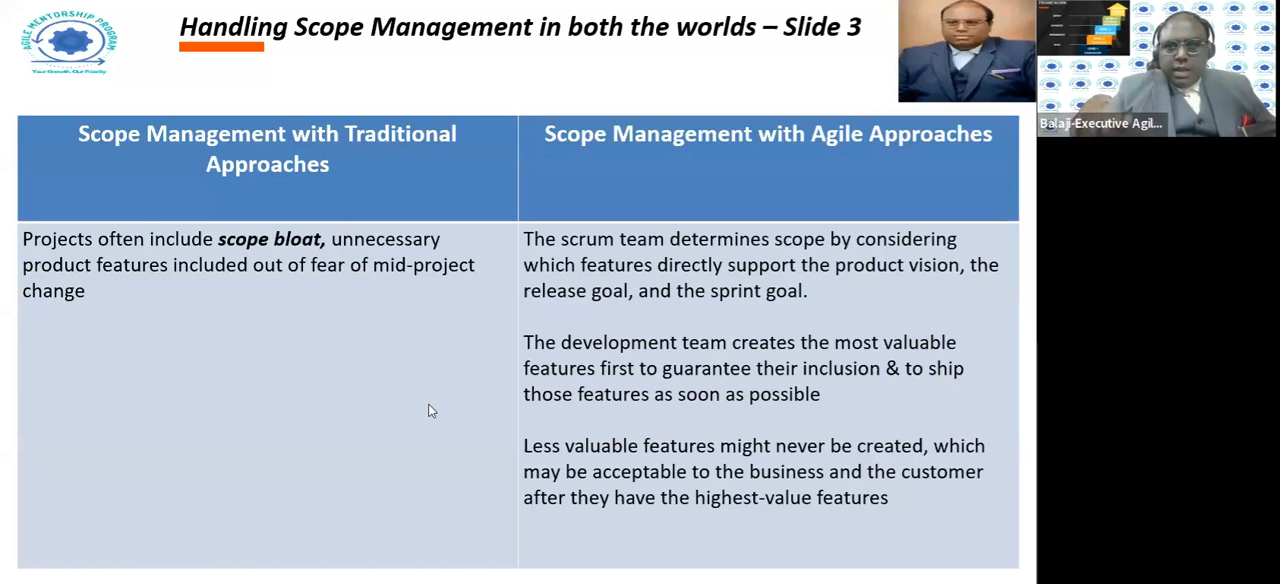 Handling Scope Management in both the worlds – Slide 3
AGILE MENTORSHIP PROGRAM
Your Growth, Our Priority
Balaji-Executive Agil...
Scope Management with Traditional
Approaches
Scope Management with Agile Approaches
Projects often include scope bloat, unnecessary
product features included out of fear of mid-project
change
The scrum team determines scope by considering
which features directly support the product vision, the
release goal, and the sprint goal.
The development team creates the most valuable
features first to guarantee their inclusion & to ship
those features as soon as possible
Less valuable features might never be created, which
may be acceptable to the business and the customer
after they have the highest-value features